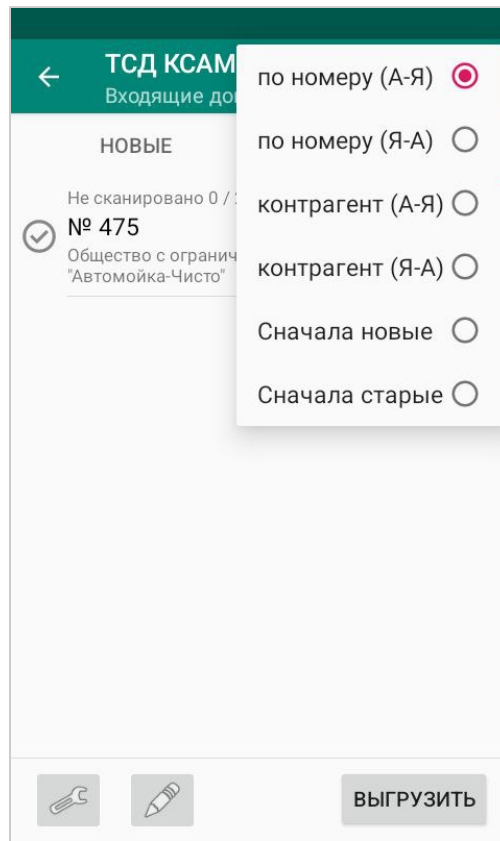 ТСД КСАМ
Входящие до
НОВЫЕ
Не сканировано 0 /
№ 475
Общество с огранич
"Автомойка-Чисто"
по номеру (А-Я)
по номеру (Я-А)
контрагент (А-Я)
контрагент (Я-А)
Сначала новые
Сначала старые
ВЫГРУЗИТЬ